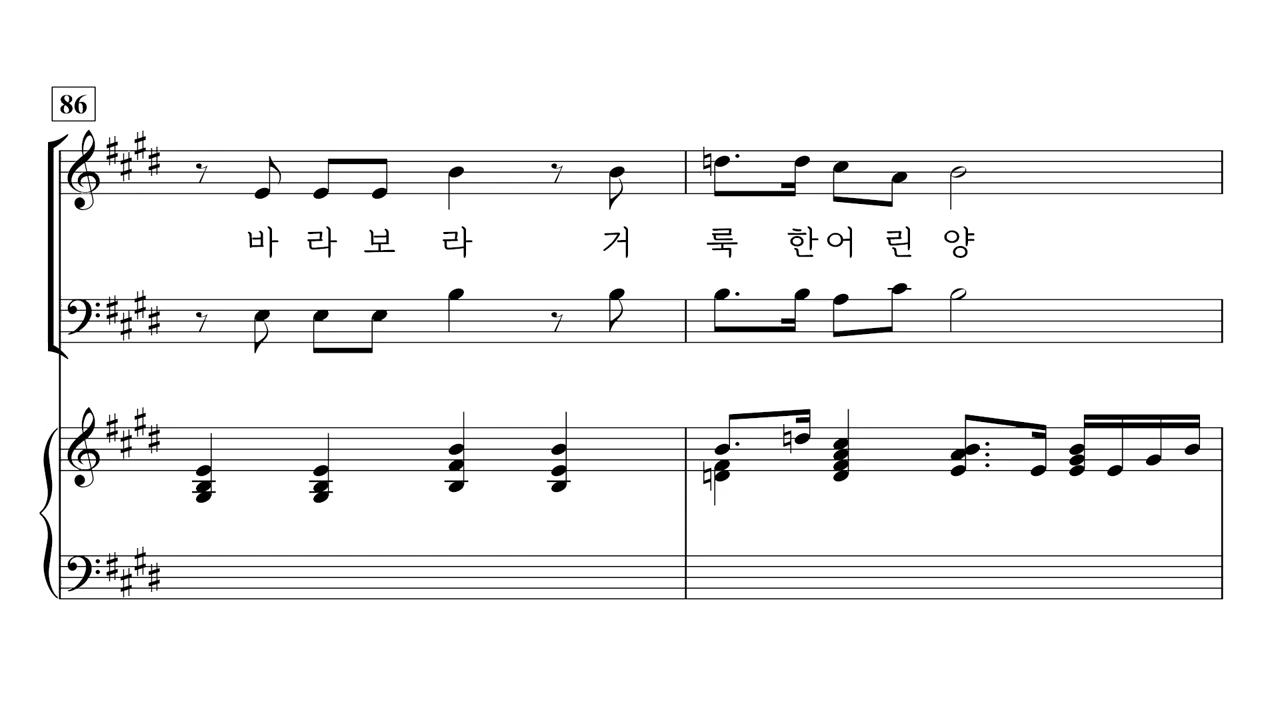 86
바 라 보 라 거 룩 한 어 린 양